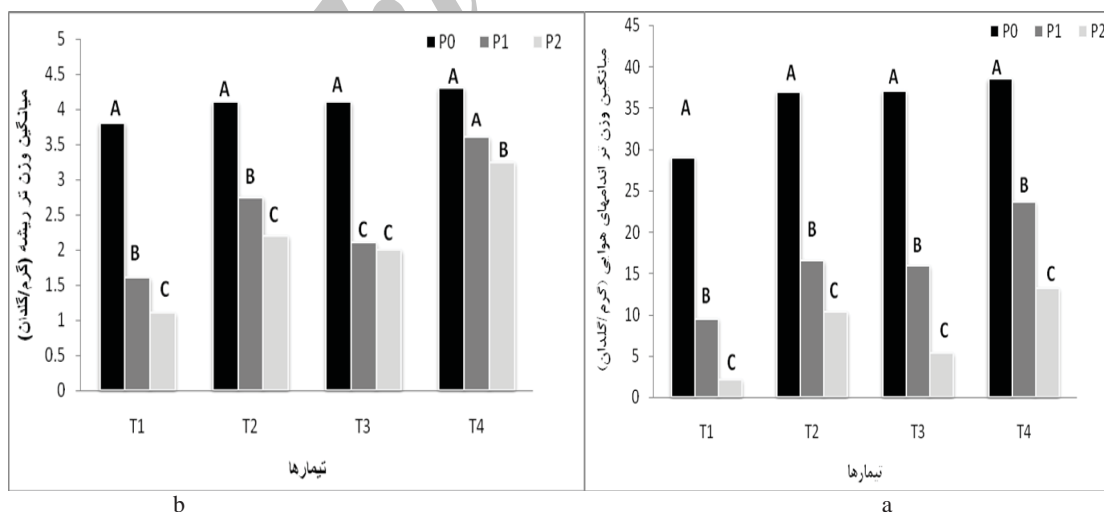 5
4.5
4
3.5
3
2.5
2
1.5
1
0.5
0
میانگین وزن تر ریشه (گرم/گلدان)
P0 P1 P2
A
B
C
A
B
C
A
C C
A
A
B
T1 T2 T3 T4
تیمارها
b
45
40
35
30
25
20
15
10
5
0
میانگین وزن تر اندامهای هوایی (گرم/گلدان)
P0 P1 P2
A
B
C
A
B
C
A
B
C
A
B
C
T1 T2 T3 T4
تیمارها
a